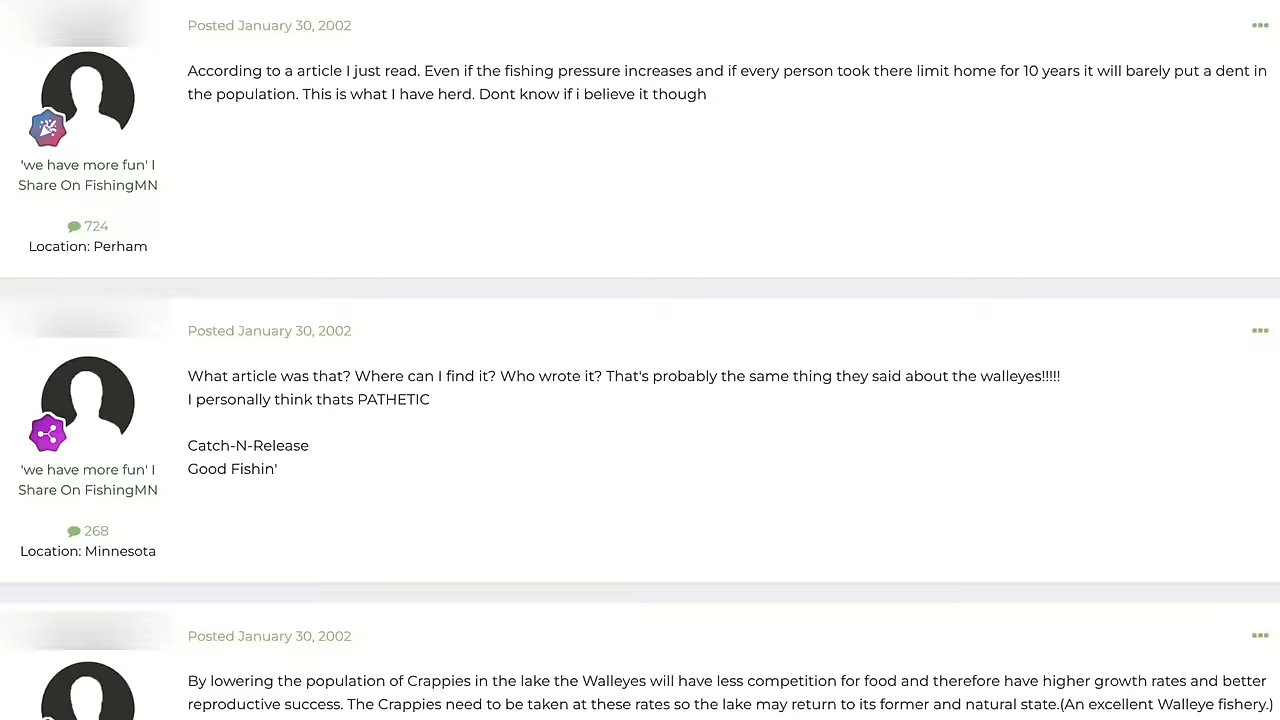 Posted January 30, 2002
According to a article I just read. Even if the fishing pressure increases and if every person took there limit home for 10 years it will barely put a dent in
the population. This is what I have herd. Dont know if i believe it though
'we have more fun' I
Share On FishingMN
724
Location: Perham
Posted January 30, 2002
What article was that? Where can I find it? Who wrote it? That's probably the same thing they said about the walleyes!!!!!
I personally think thats PATHETIC
Catch-N-Release
Good Fishin'
'we have more fun' I
Share On FishingMN
268
Location: Minnesota
Posted January 30, 2002
By lowering the population of Crappies in the lake the Walleyes will have less competition for food and therefore have higher growth rates and better
reproductive success. The Crappies need to be taken at these rates so the lake may return to its former and natural state.(An excellent Walleye fishery.)